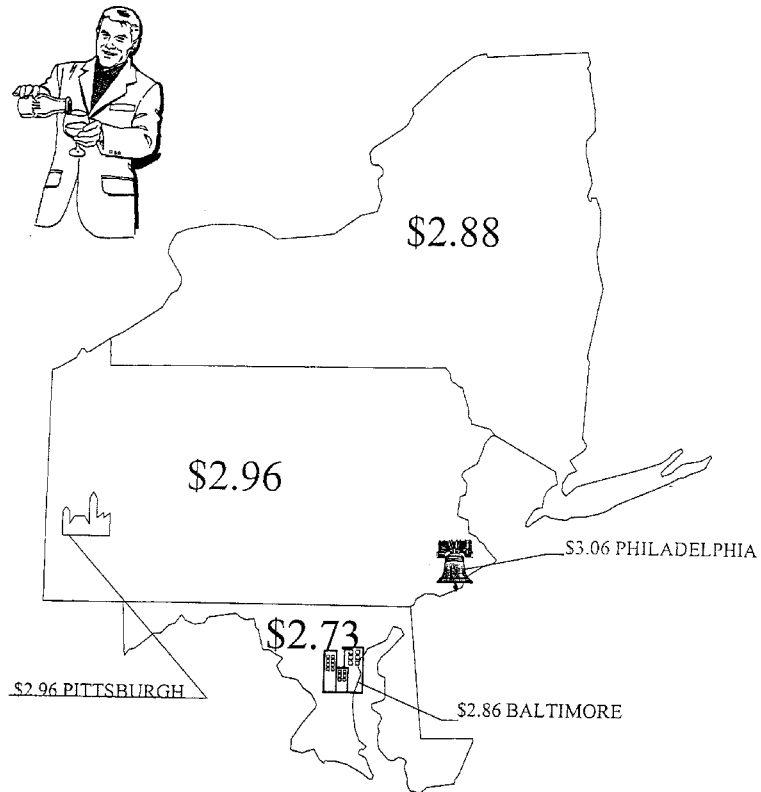 $2.88
$2.96
$3.06 PHILADELPHIA
$2.73
$2.96 PITTSBURGH
$2.86 BALTIMORE